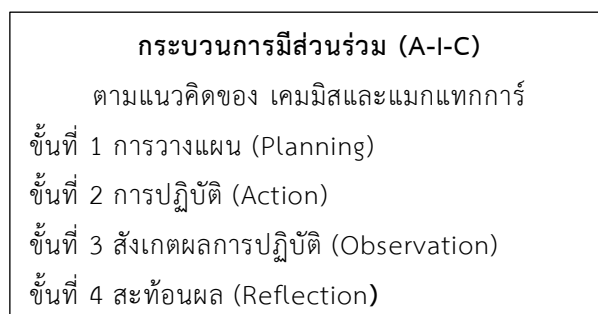 กระบวนการมีส่วนร่วม (A-I-C)
ตามแนวคิดของ เคมมิสและแมกแทกการ์
ขั้นที่ 1 การวางแผน (Planning)
ขั้นที่ 2 การปฏิบัติ (Action)
ขั้นที่ 3 สังเกตผลการปฏิบัติ (Observation)
ขั้นที่ 4 สะท้อนผล (Reflection)